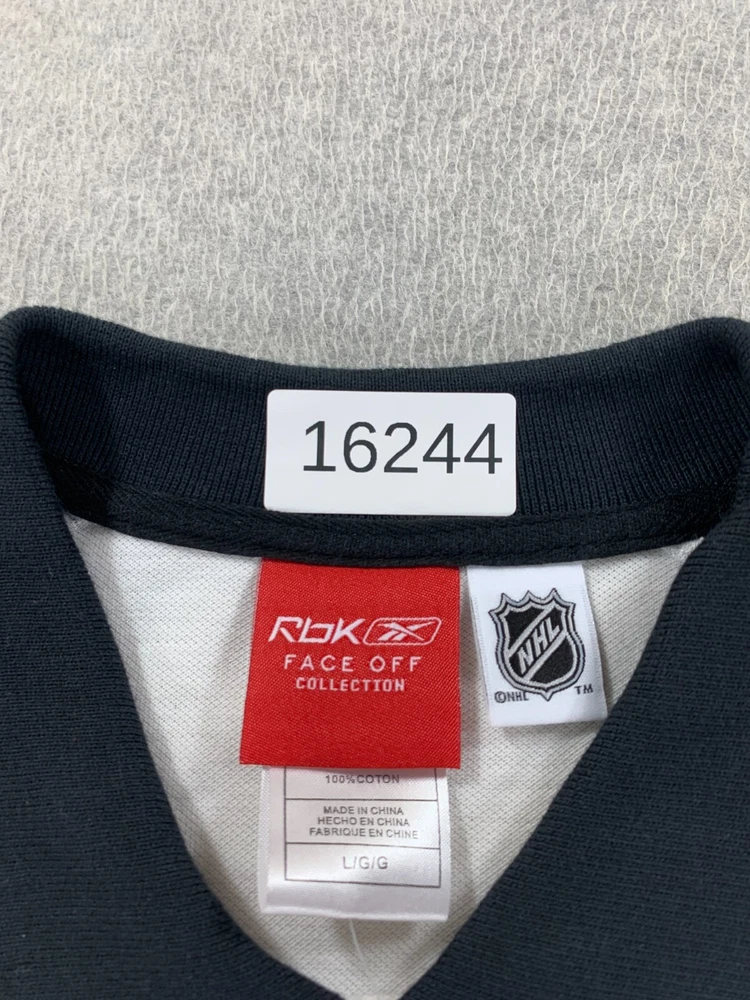 16244
RbK
FACE OFF
COLLECTION
NHL
©NHL
TM
100%COTON
MADE IN CHINA
HECHO EN CHINA
FABRIQUE EN CHINE
L/G/G